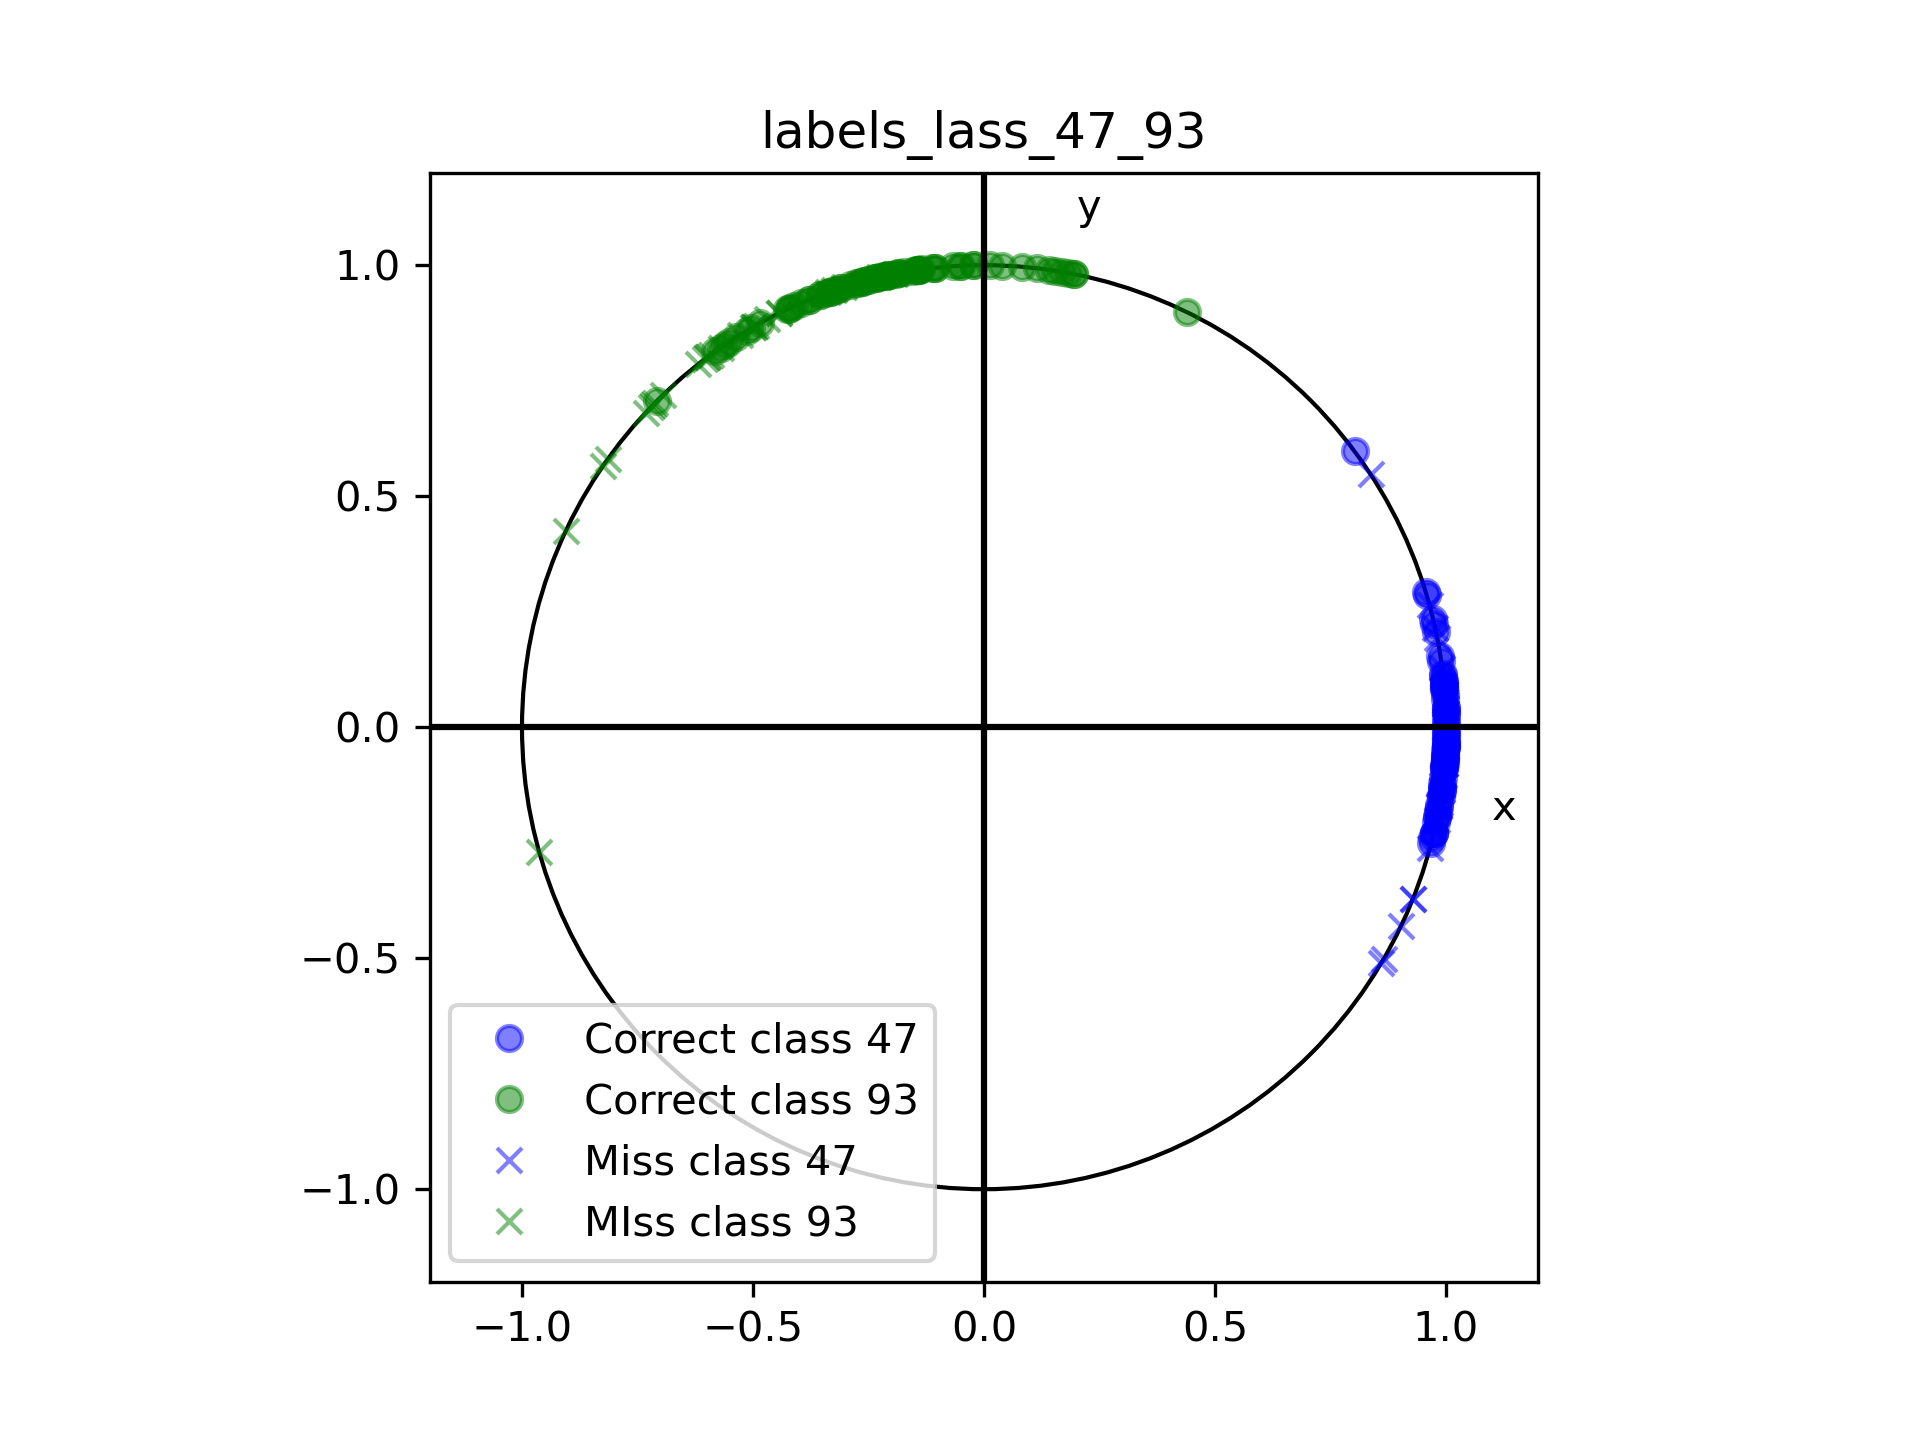 labels_lass_47_93
y
1.0
0.5
0.0
−0.5
−1.0
x
Correct class 47
Correct class 93
Miss class 47
MIss class 93
−1.0 −0.5 0.0 0.5 1.0